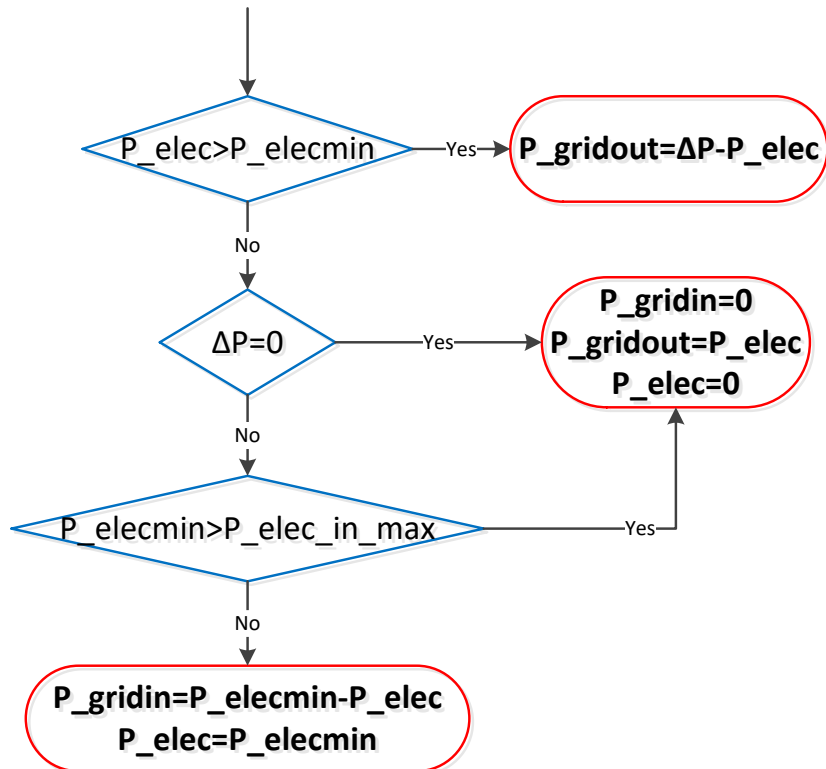 P_elec>P_elecmin
Yes
P_gridout=ΔP-P_elec
No
ΔP=0
Yes
P_gridin=0
P_gridout=P_elec
P_elec=0
No
P_elecmin>P_elec_in_max
Yes
No
P_gridin=P_elecmin-P_elec
P_elec=P_elecmin